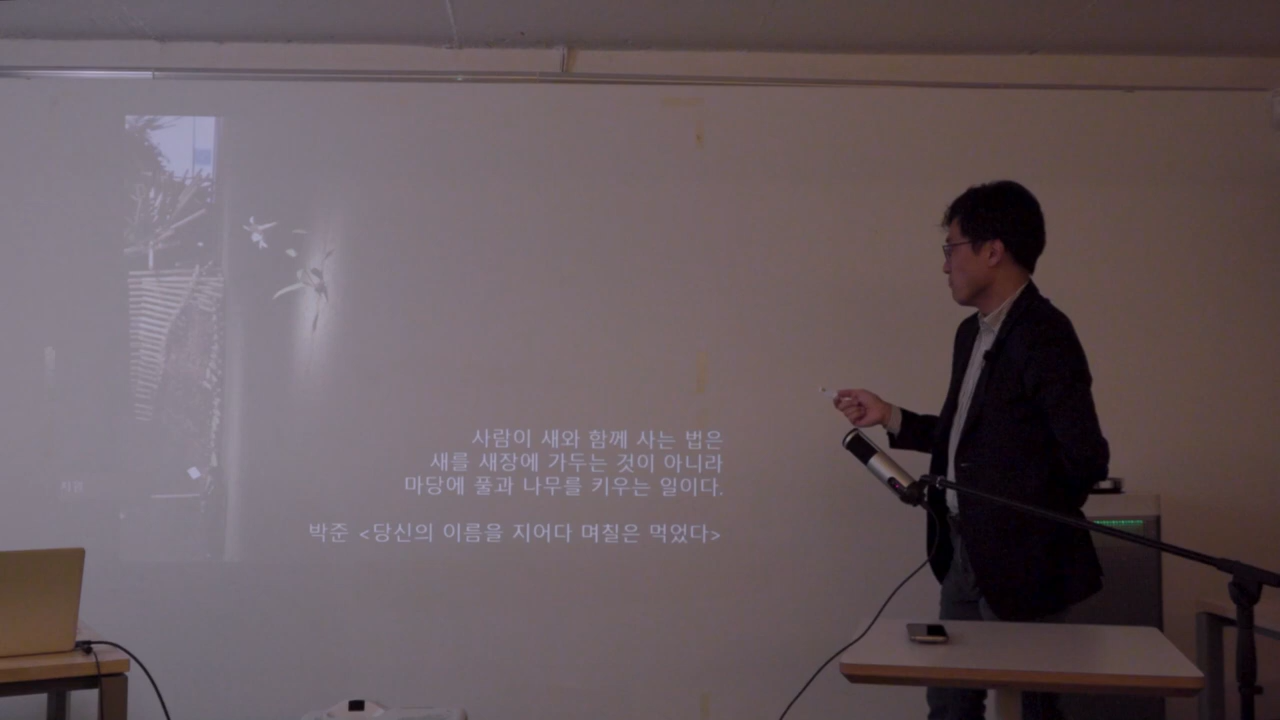 사람이 새와 함께 사는 법은
새를 새장에 가두는 것이 아니라
마당에 풀과 나무를 키우는 일이다.
박준 <당신의 이름을 지어다 며칠은 먹었다>